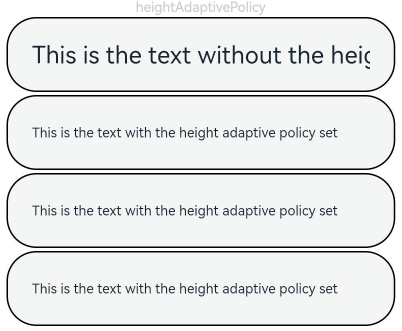 heightAdaptivePolicy
This is the text without the heig
This is the text with the height adaptive policy set
This is the text with the height adaptive policy set
This is the text with the height adaptive policy set